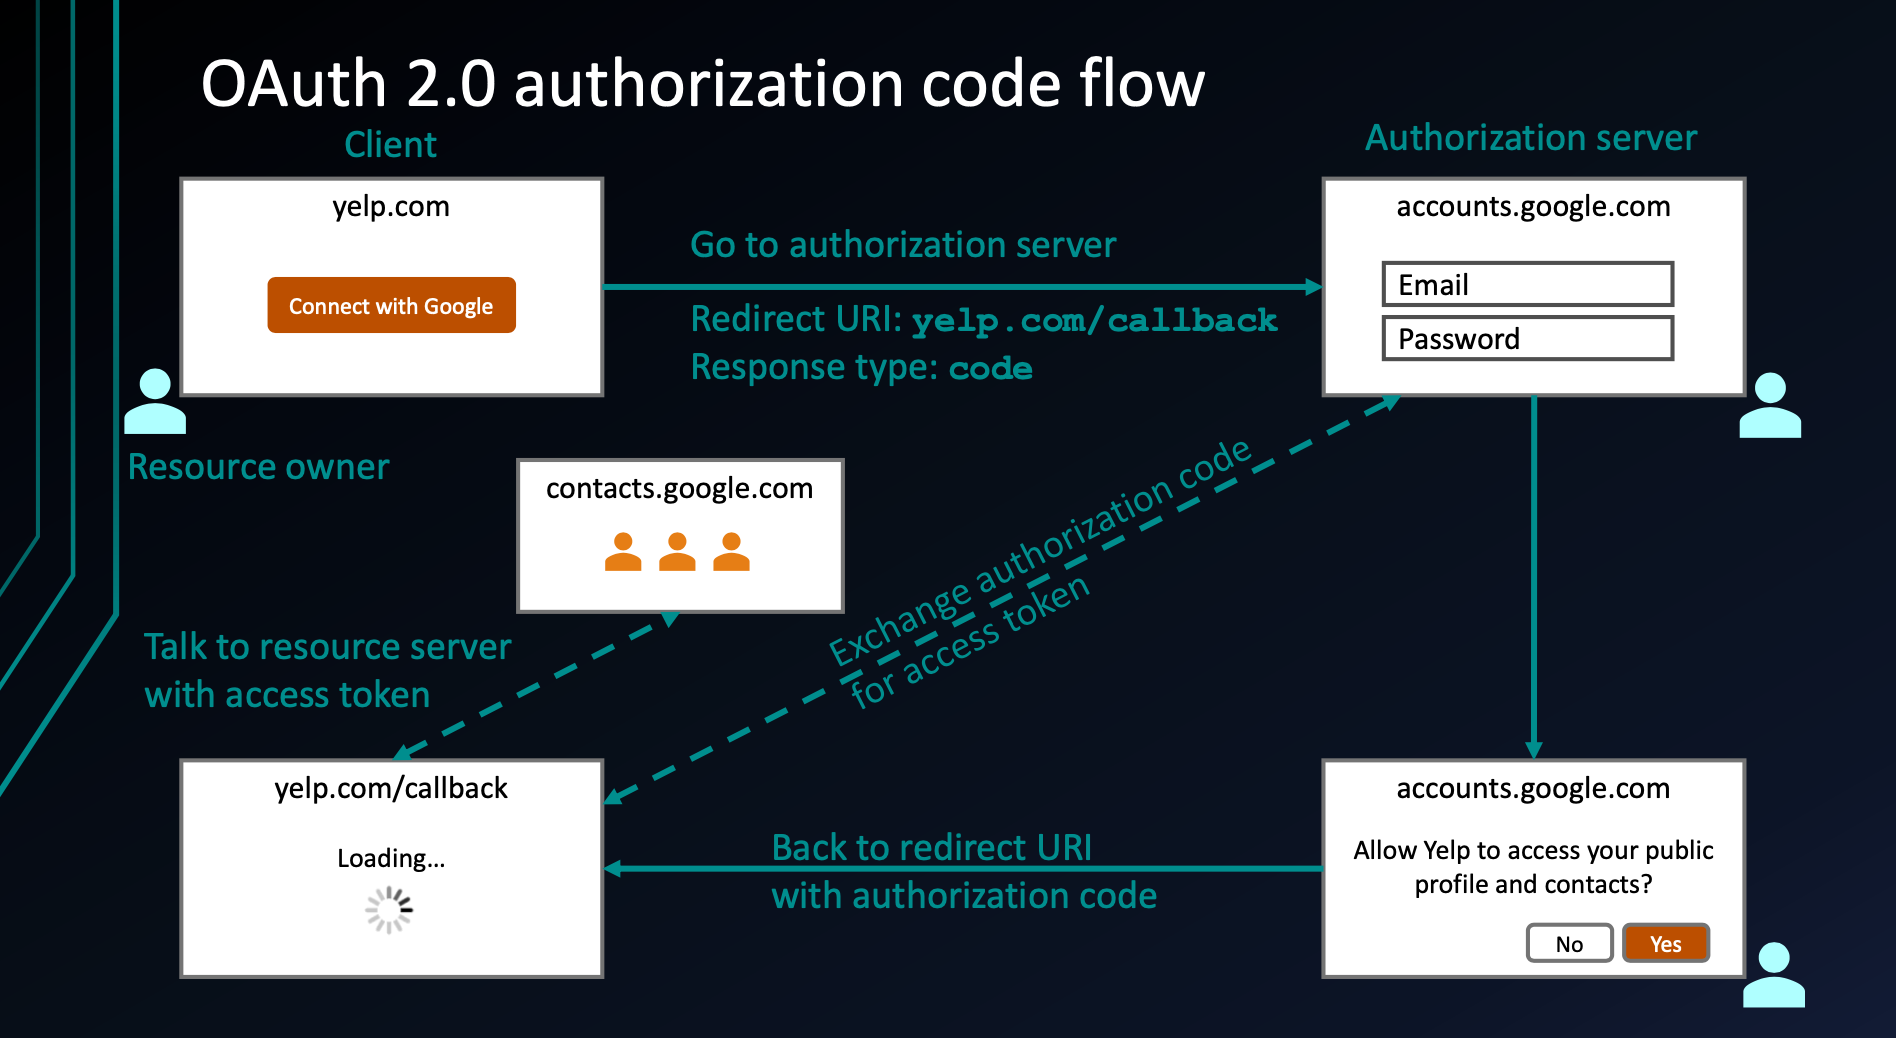 OAuth 2.0 authorization code flow
Client
Authorization server
yelp.com
Connect with Google
Go to authorization server
Redirect URI: yelp.com/callback
Response type: code
accounts.google.com
Email
Password
Resource owner
contacts.google.com
Exchange authorization code
for access token
Talk to resource server
with access token
yelp.com/callback
Loading...
Back to redirect URI
with authorization code
accounts.google.com
Allow Yelp to access your public
profile and contacts?
No
Yes